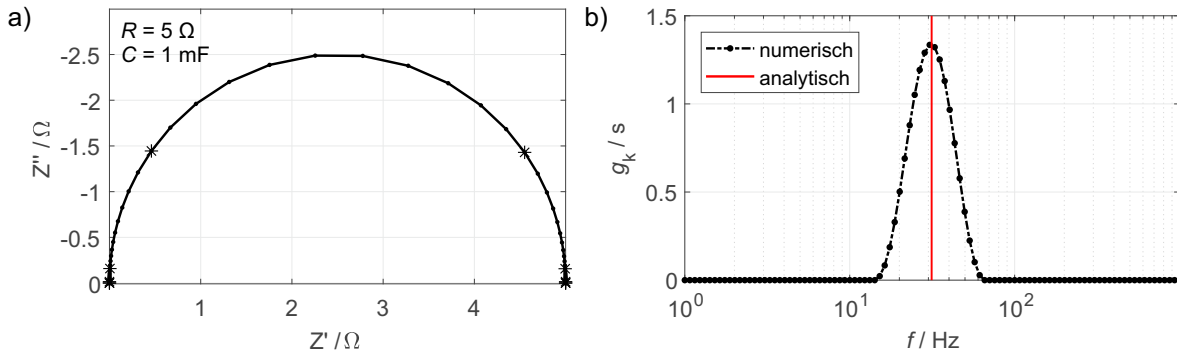 a)
R = 5 Ω
C = 1 mF
-2.5
-2
-1.5
-1
-0.5
0
Z'' / Ω
1
2
3
4
Z' / Ω
b)
1.5
1
0.5
0
g_k / s
numerisch
analytisch
10^0
10^1
10^2
f / Hz